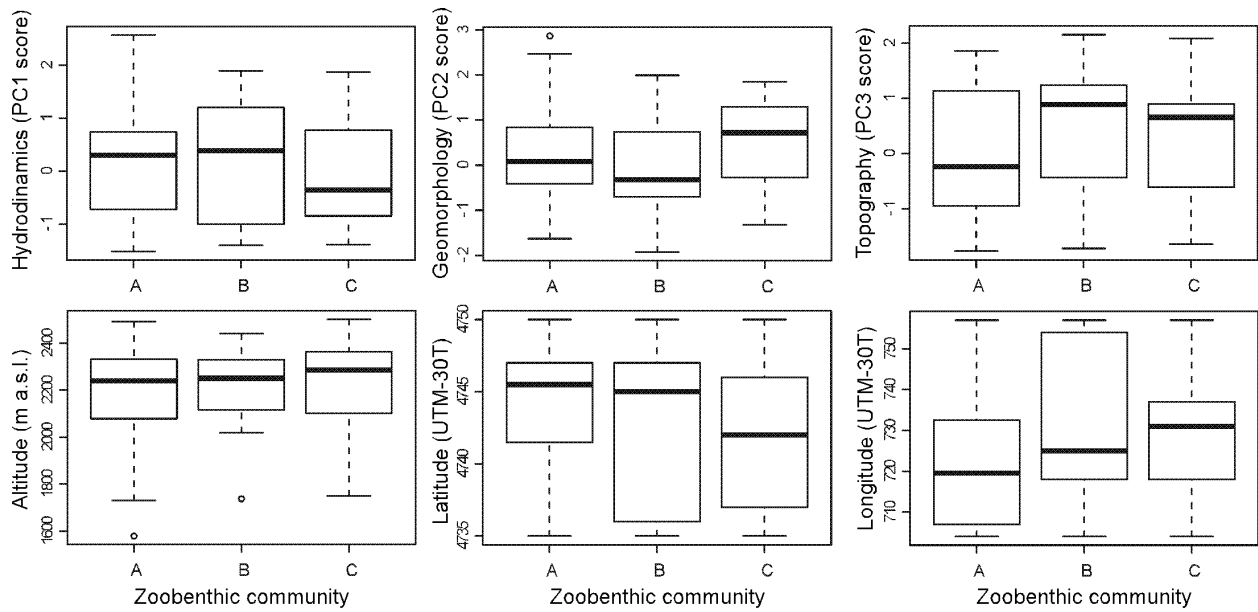 Hydrodinamics (PC1 score)
2
1
0
-1
A
B
C
Geomorphology (PC2 score)
3
2
1
0
-1
-2
A
B
C
Topography (PC3 score)
2
1
0
-1
A
B
C
Altitude (m a.s.l.)
2400
2200
2000
1800
1600
A
B
C
Zoobenthic community
Latitude (UTM-30T)
4750
4745
4740
4735
A
B
C
Zoobenthic community
Longitude (UTM-30T)
750
740
730
720
710
A
B
C
Zoobenthic community